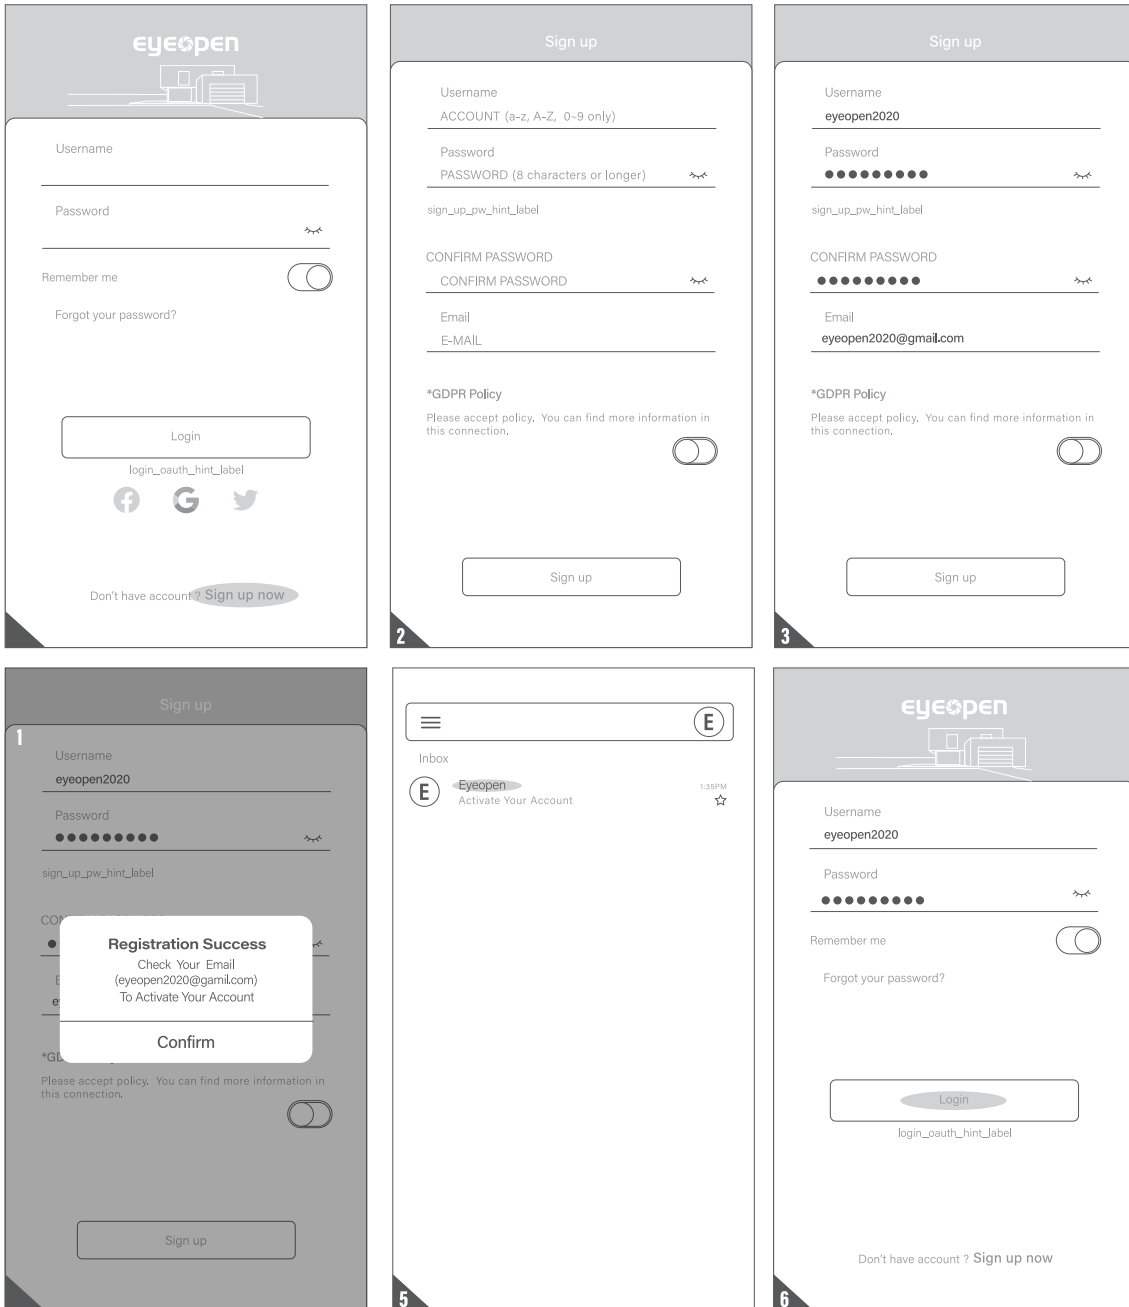 eyeopen
Username
Password
Remember me
Forgot your password?
Login
login_oauth_hint_label
Don't have account ? Sign up now
Sign up
Username
ACCOUNT (a-z, A-Z, 0~9 only)
Password
PASSWORD (8 characters or longer)
sign_up_pw_hint_label
CONFIRM PASSWORD
CONFIRM PASSWORD
Email
E-MAIL
*GDPR Policy
Please accept policy. You can find more information in
this connection.
Sign up
2
Sign up
Username
eyeopen2020
Password
sign_up_pw_hint_label
CONFIRM PASSWORD
Email
eyeopen2020@gmail.com
*GDPR Policy
Please accept policy. You can find more information in
this connection.
Sign up
3
Sign up
1
Username
eyeopen2020
Password
sign_up_pw_hint_label
Registration Success
Check Your Email
(eyeopen2020@gamil.com)
To Activate Your Account
Confirm
Please accept policy. You can find more information in
this connection.
Sign up
E
Inbox
E
Eyeopen
1:35PM
Activate Your Account
5
eyeopen
Username
eyeopen2020
Password
Remember me
Forgot your password?
Login
login_oauth_hint_label
Don't have account ? Sign up now
6